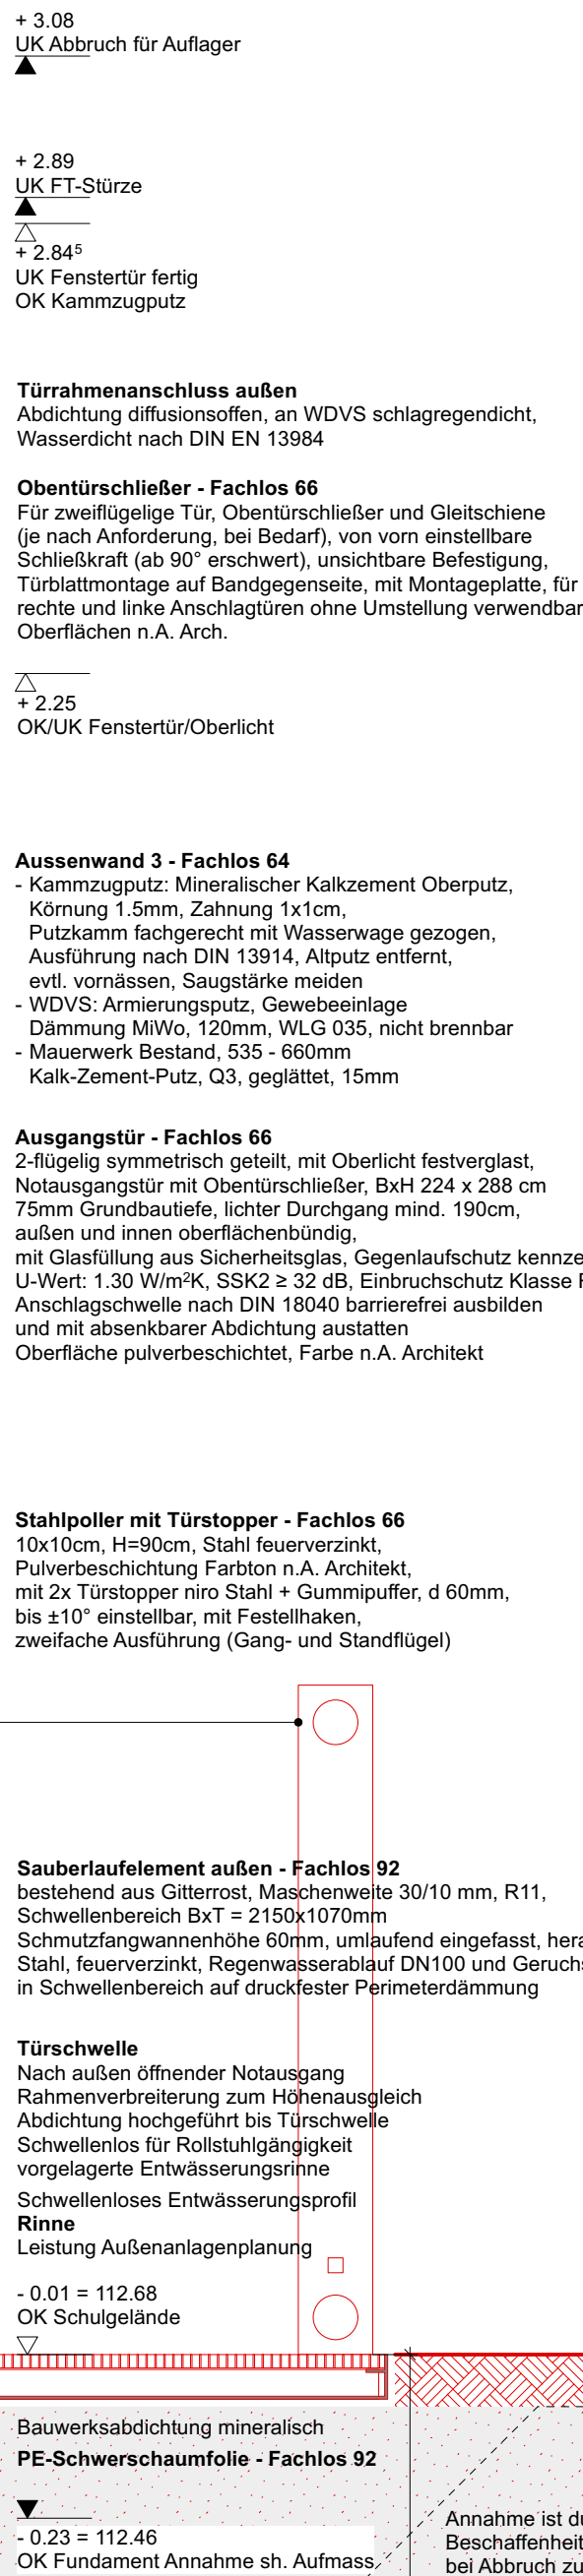 + 3.08
UK Abbruch für Auflager
+ 2.89
UK FT-Stürze
+ 2.84⁵
UK Fenstertür fertig
OK Kammzugputz
Türrahmenanschluss außen
Abdichtung diffusionsoffen, an WDVS schlagregendicht,
Wasserdicht nach DIN EN 13984
Obentürschließer - Fachlos 66
Für zweiflügelige Tür, Obentürschließer und Gleitschiene
(je nach Anforderung, bei Bedarf), von vorn einstellbare
Schließkraft (ab 90° erschwert), unsichtbare Befestigung,
Türblattmontage auf Bandgegenseite, mit Montageplatte, für
rechte und linke Anschlagtüren ohne Umstellung verwendbar
Oberflächen n.A. Arch.
+ 2.25
OK/UK Fenstertür/Oberlicht
Aussenwand 3 - Fachlos 64
- Kammzugputz: Mineralischer Kalkzement Oberputz,
Körnung 1.5mm, Zahnung 1x1cm,
Putzkamm fachgerecht mit Wasserwage gezogen,
Ausführung nach DIN 13914, Altputz entfernt,
evtl. vornässen, Saugstärke meiden
- WDVS: Armierungsputz, Gewebeeinlage
Dämmung MiWo, 120mm, WLG 035, nicht brennbar
- Mauerwerk Bestand, 535 - 660mm
Kalk-Zement-Putz, Q3, geglättet, 15mm
Ausgangstür - Fachlos 66
2-flügelig symmetrisch geteilt, mit Oberlicht festverglast,
Notausgangstür mit Obentürschließer, BxH 224 x 288 cm
75mm Grundbautiefe, lichter Durchgang mind. 190cm,
außen und innen oberflächenbündig,
mit Glasfüllung aus Sicherheitsglas, Gegenlaufschutz kennze
U-Wert: 1.30 W/m²K, SSK2 ≥ 32 dB, Einbruchschutz Klasse
Anschlagschwelle nach DIN 18040 barrierefrei ausbilden
und mit absenkbarer Abdichtung austatten
Oberfläche pulverbeschichtet, Farbe n.A. Architekt
Stahlpoller mit Türstopper - Fachlos 66
10x10cm, H=90cm, Stahl feuerverzinkt,
Pulverbeschichtung Farbton n.A. Architekt,
mit 2x Türstopper niro Stahl + Gummipuffer, d 60mm,
bis ±10° einstellbar, mit Festellhaken,
zweifache Ausführung (Gang- und Standflügel)
Sauberlaufelement außen - Fachlos 92
bestehend aus Gitterrost, Maschenweite 30/10 mm, R11,
Schwellenbereich BxT = 2150x1070mm
Schmutzfangwannenhöhe 60mm, umlaufend eingefasst, hera
Stahl, feuerverzinkt, Regenwasserablauf DN100 und Geruchs
in Schwellenbereich auf druckfester Perimeterdämmung
Türschwelle
Nach außen öffnender Notausgang
Rahmenverbreiterung zum Höhenausgleich
Abdichtung hochgeführt bis Türschwelle
Schwellenlos für Rollstuhlgängigkeit
vorgelagerte Entwässerungsrinne
Schwellenloses Entwässerungsprofil
Rinne
Leistung Außenanlagenplanung
- 0.01 = 112.68
OK Schulgelände
Bauwerksabdichtung mineralisch
PE-Schwerschaumfolie - Fachlos 92
- 0.23 = 112.46
OK Fundament Annahme sh. Aufmass
Annahme ist du
Beschaffenheit
bei Abbruch zu